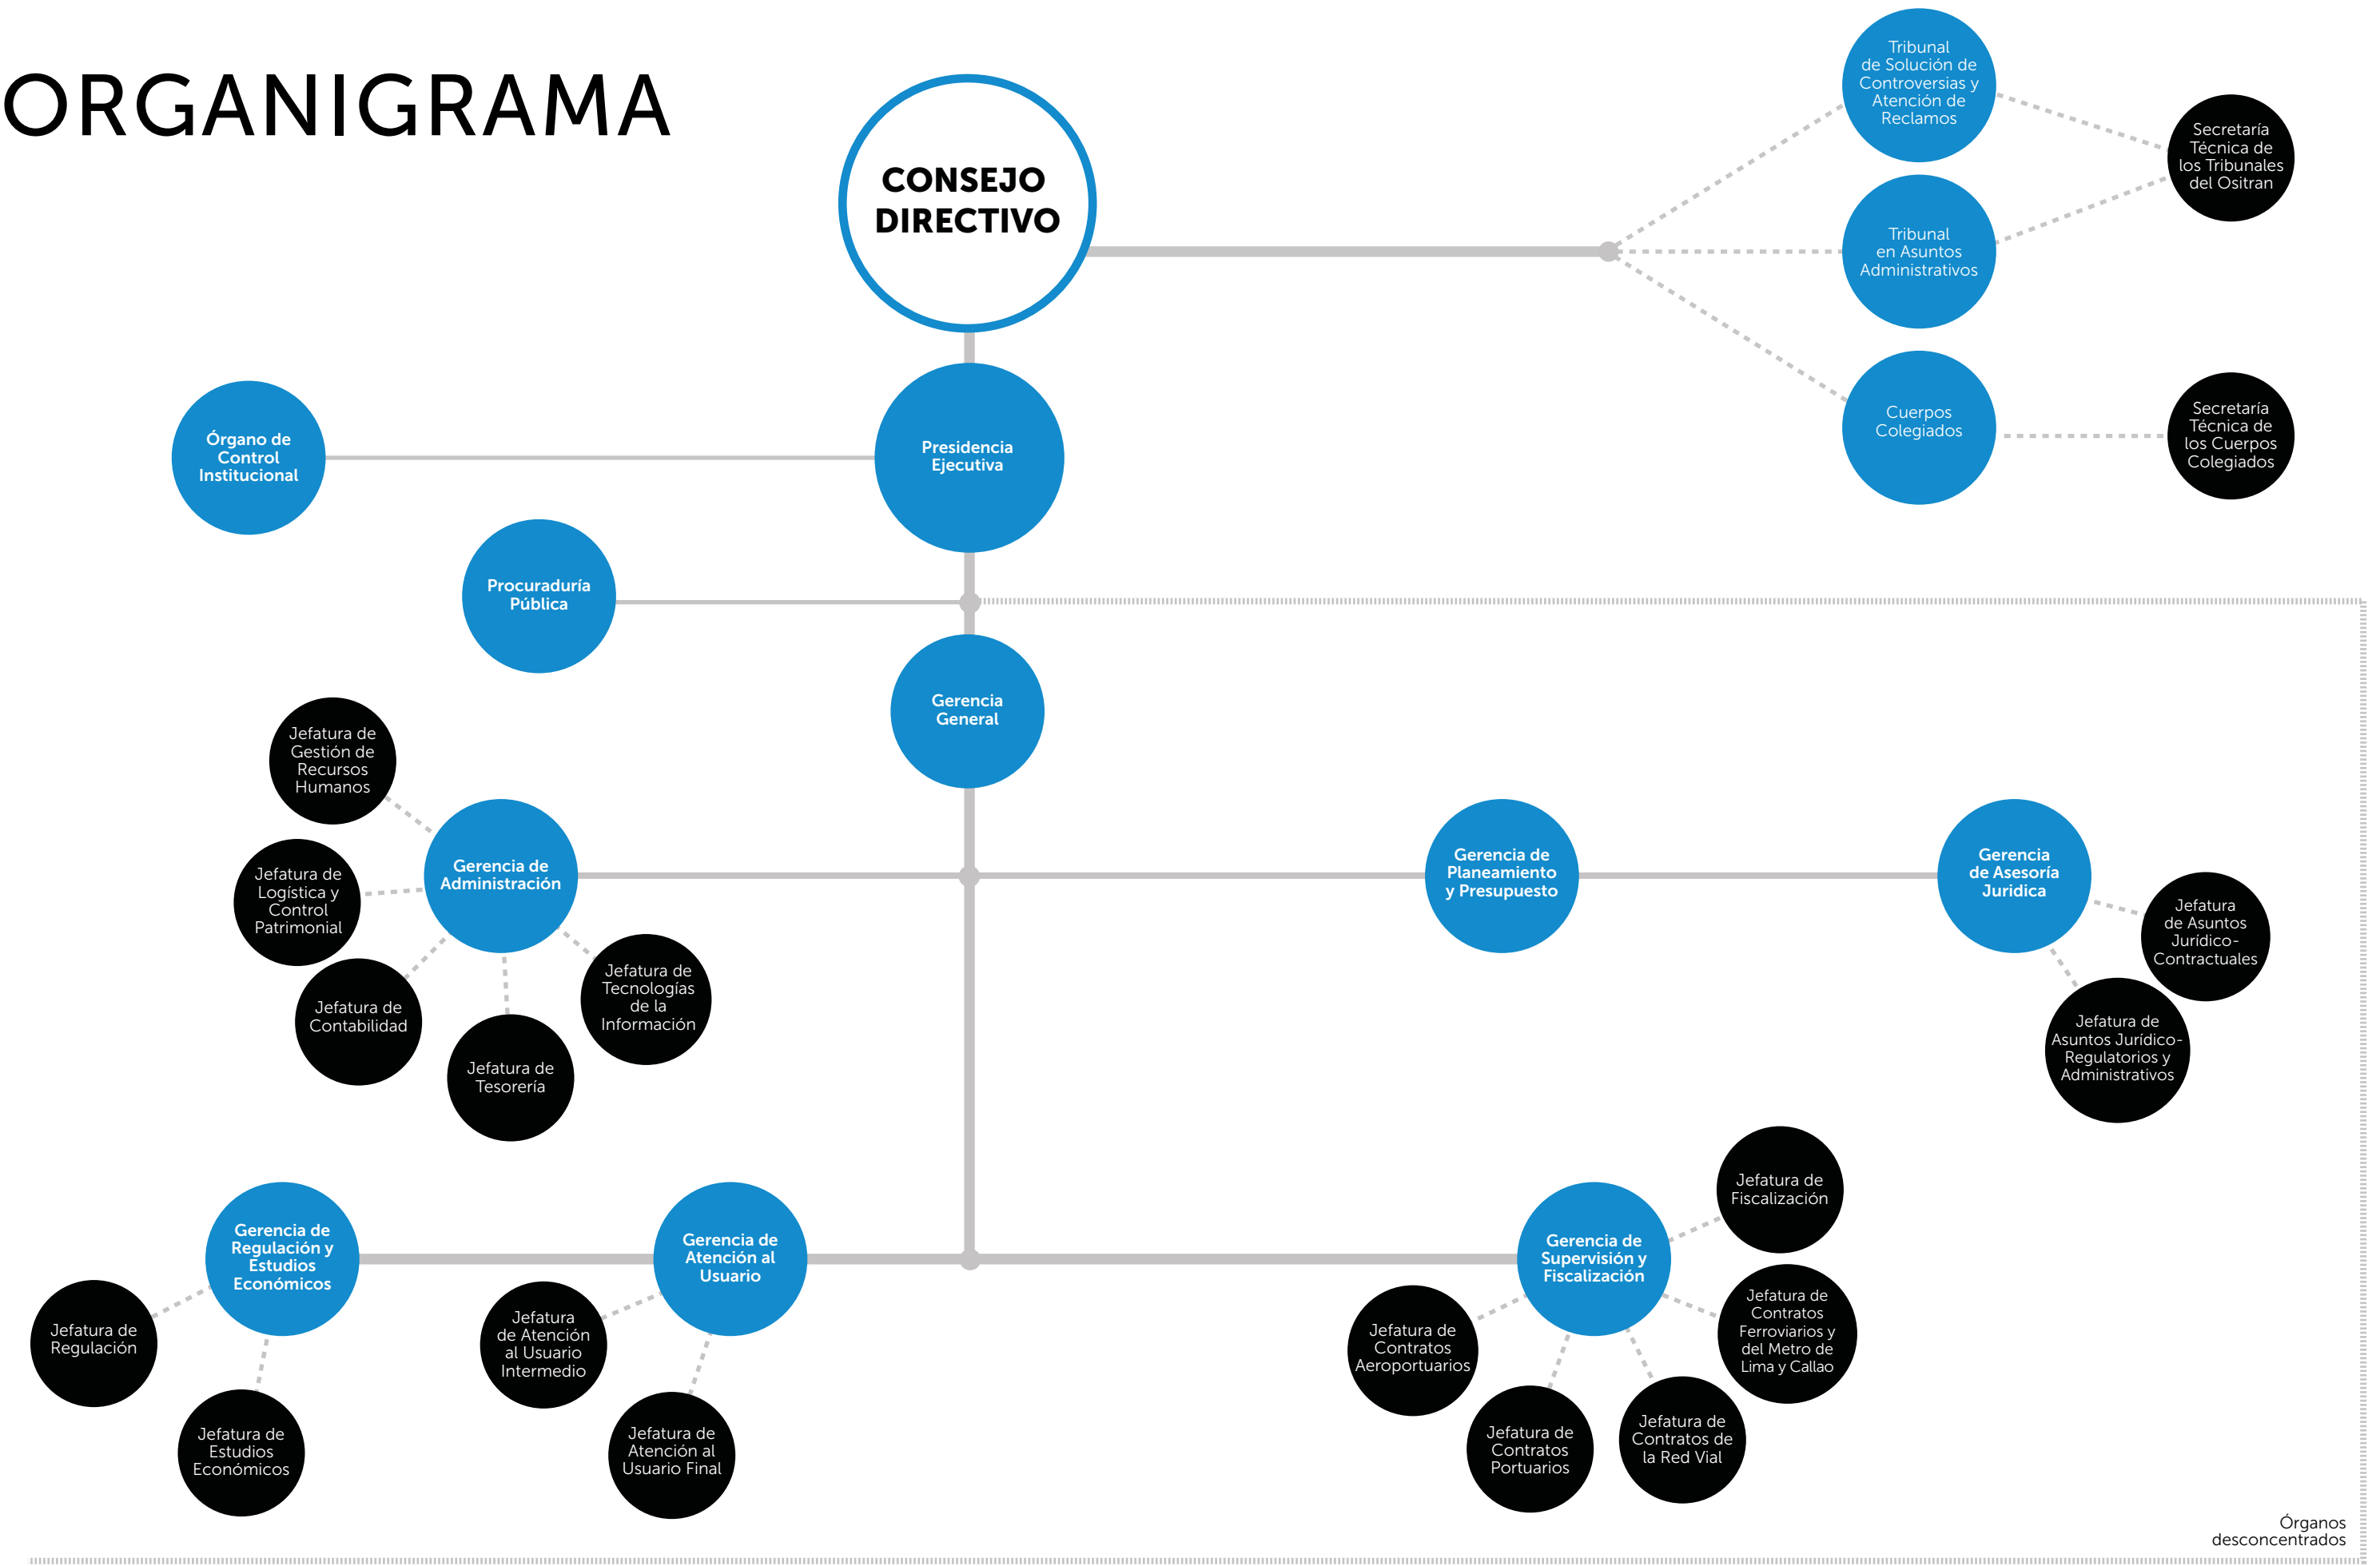 ORGANIGRAMA
CONSEJO
DIRECTIVO
Tribunal
de Solución de
Controversias y
Atención de
Reclamos
Secretaría
Técnica de
los Tribunales
del Ositran
Tribunal
en Asuntos
Administrativos
Cuerpos
Colegiados
Secretaría
Técnica de
los Cuerpos
Colegiados
Órgano de
Control
Institucional
Presidencia
Ejecutiva
Procuraduría
Pública
Gerencia
General
Jefatura de
Gestión de
Recursos
Humanos
Gerencia de
Administración
Jefatura de
Logística y
Control
Patrimonial
Jefatura de
Contabilidad
Jefatura de
Tesorería
Jefatura de
Tecnologías
de la
Información
Gerencia de
Planeamiento
y Presupuesto
Gerencia
de Asesoría
Juridica
Jefatura
de Asuntos
Jurídico-
Contractuales
Jefatura de
Asuntos Jurídico-
Regulatorios y
Administrativos
Gerencia de
Regulación y
Estudios
Económicos
Jefatura de
Regulación
Jefatura de
Estudios
Económicos
Gerencia de
Atención al
Usuario
Jefatura
de Atención
al Usuario
Intermedio
Jefatura de
Atención al
Usuario Final
Gerencia de
Supervisión y
Fiscalización
Jefatura de
Fiscalización
Jefatura de
Contratos
Ferroviarios y
del Metro de
Lima y Callao
Jefatura de
Contratos
Aeroportuarios
Jefatura de
Contratos
Portuarios
Jefatura de
Contratos de
la Red Vial
Órganos
desconcentrados